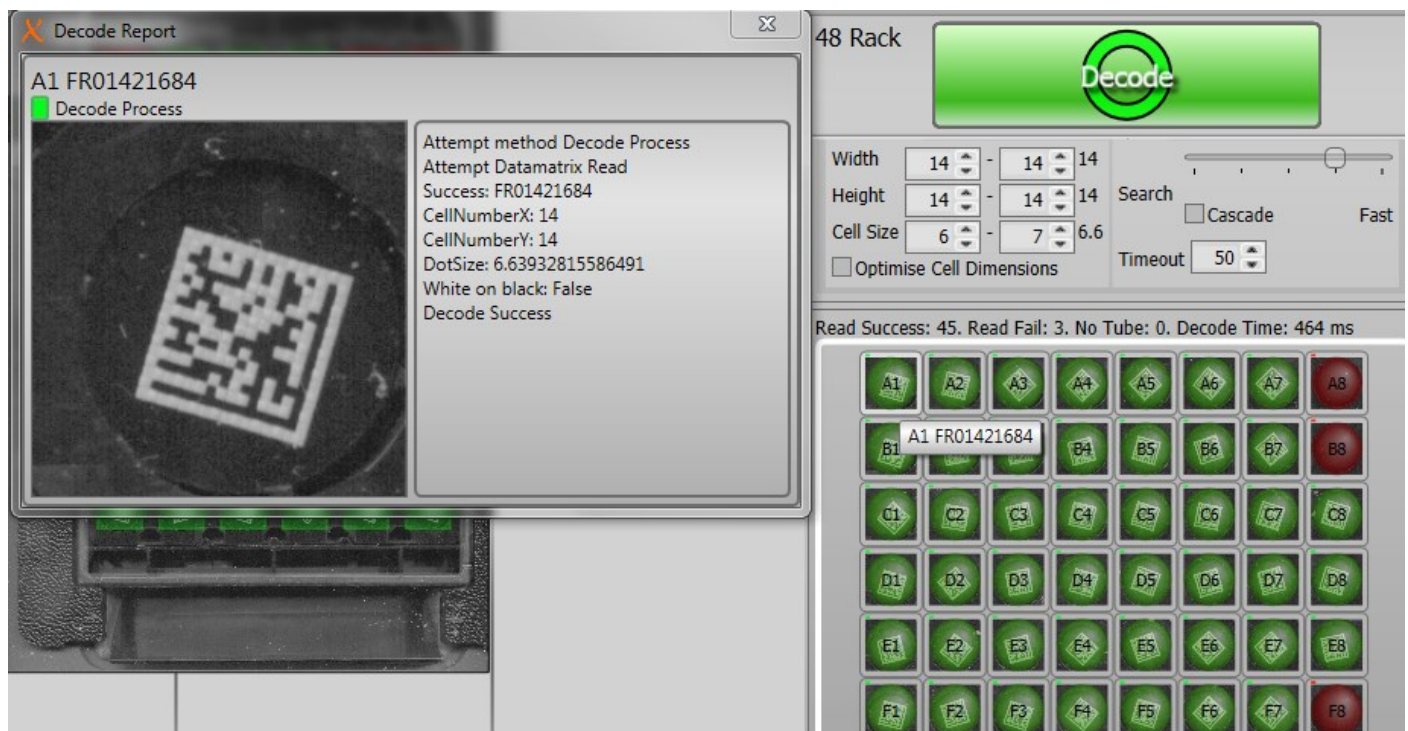 Decode Report
A1 FR01421684
Decode Process
Attempt method Decode Process
Attempt Datamatrix Read
Success: FR01421684
CellNumberX: 14
CellNumberY: 14
DotSize: 6.63932815586491
White on black: False
Decode Success
48 Rack
Decode
Width 14 - 14 14
Height 14 - 14 14
Cell Size 6 - 7 6.6
Optimise Cell Dimensions
Search
Cascade Fast
Timeout 50
Read Success: 45. Read Fail: 3. No Tube: 0. Decode Time: 464 ms
A1 A2 A3 A4 A5 A6 A7 A8
A1 FR01421684
B1 B4 B5 B6 B7 B8
C1 C2 C3 C4 C5 C6 C7 C8
D1 D2 D3 D4 D5 D6 D7 D8
E1 E2 E3 E4 E5 E6 E7 E8
F1 F2 F3 F4 F5 F6 F7 F8